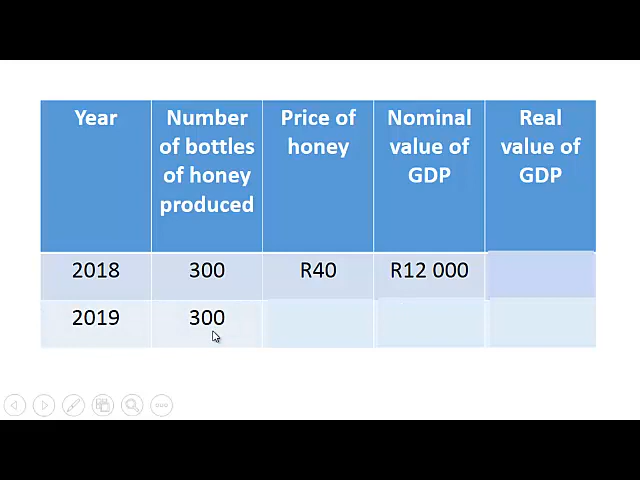 Year
Number
of bottles
of honey
produced
Price of
honey
Nominal
value of
GDP
Real
value of
GDP
2018 300 R40 R12 000
2019 300